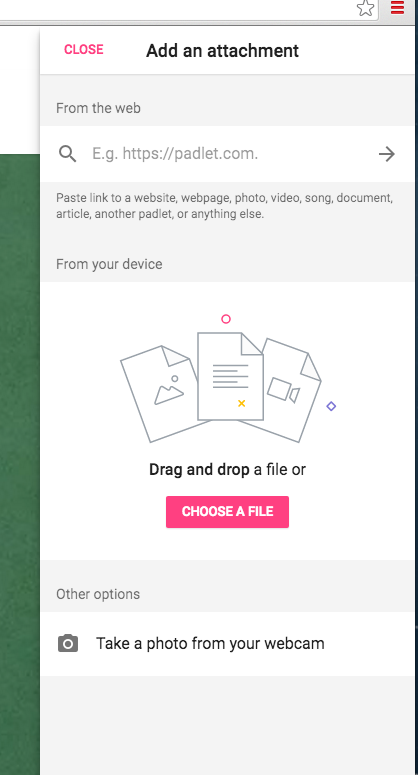 CLOSE
Add an attachment
From the web
E.g. https://padlet.com.
Paste link to a website, webpage, photo, video, song, document,
article, another padlet, or anything else.
From your device
Drag and drop a file or
CHOOSE A FILE
Other options
Take a photo from your webcam